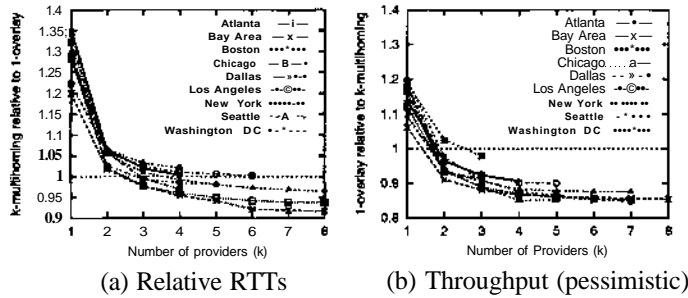 k-multihoming relative to 1-overlay
1.4
1.35
1.3
1.25
1.2
1.15
1.1
1.05
1
0.95
0.9
Atlanta —i—
Bay Area —x—
Boston
Chicago —B—•
Dallas —»-•
Los Angeles —©—
New York
Seattle —A
Washington DC
1 2 3 4 5 6 7 8
Number of providers (k)
(a) Relative RTTs
1-overlay relative to k-multihoming
1.4
1.3
1.2
1.1
1
0.9
0.8
Atlanta —•—
Bay Area —x—
Boston
Chicago a—
Dallas --»-•
Los Angeles —©—
New York
Seattle
Washington DC
1 2 3 4 5 6 7 8
Number of Providers (k)
(b) Throughput (pessimistic)